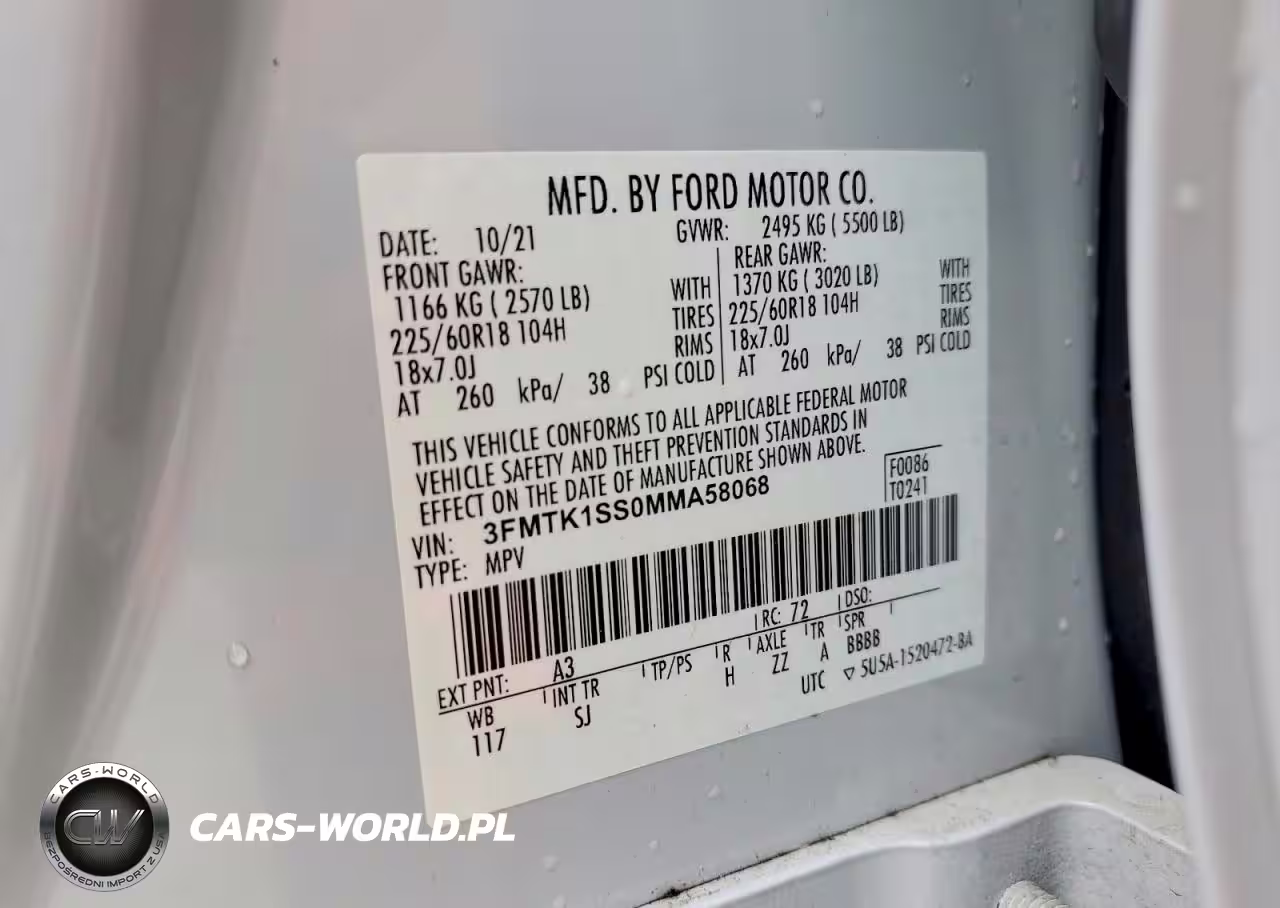 MFD. BY FORD MOTOR CO.
DATE: 10/21
GVWR: 2495 KG ( 5500 LB)
FRONT GAWR:
1166 KG ( 2570 LB) WITH
225/60R18 104H TIRES
18x7.0J RIMS
AT 260 kPa/ 38 PSI COLD
REAR GAWR:
1370 KG ( 3020 LB) WITH
225/60R18 104H TIRES
18x7.0J RIMS
AT 260 kPa/ 38 PSI COLD
THIS VEHICLE CONFORMS TO ALL APPLICABLE FEDERAL MOTOR
VEHICLE SAFETY AND THEFT PREVENTION STANDARDS IN
EFFECT ON THE DATE OF MANUFACTURE SHOWN ABOVE.
VIN: 3FMTK1SS0MMA58068
TYPE: MPV
F0086
T0241
EXT PNT: A3 RC: 72 DSO:
WB INT TR TP/PS R AXLE TR SPR
117 SJ H ZZ A BBBB
UTC ▽ 5U5A-1520472-BA
CARS-WORLD
CW
BEZPOŚREDNI IMPORT Z USA
CARS-WORLD.PL